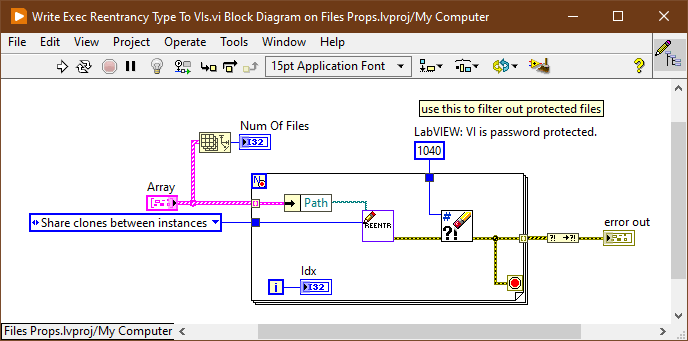 Write Exec Reentrancy Type To VIs.vi Block Diagram on Files Props.lvproj/My Computer
File Edit View Project Operate Tools Window Help
15pt Application Font
use this to filter out protected files
Num Of Files
LabVIEW: VI is password protected.
I32
1040
N
Array
Path
#
Share clones between instances
REENTR
?!
error out
?! →?!
Idx
i
I32
Files Props.lvproj/My Computer